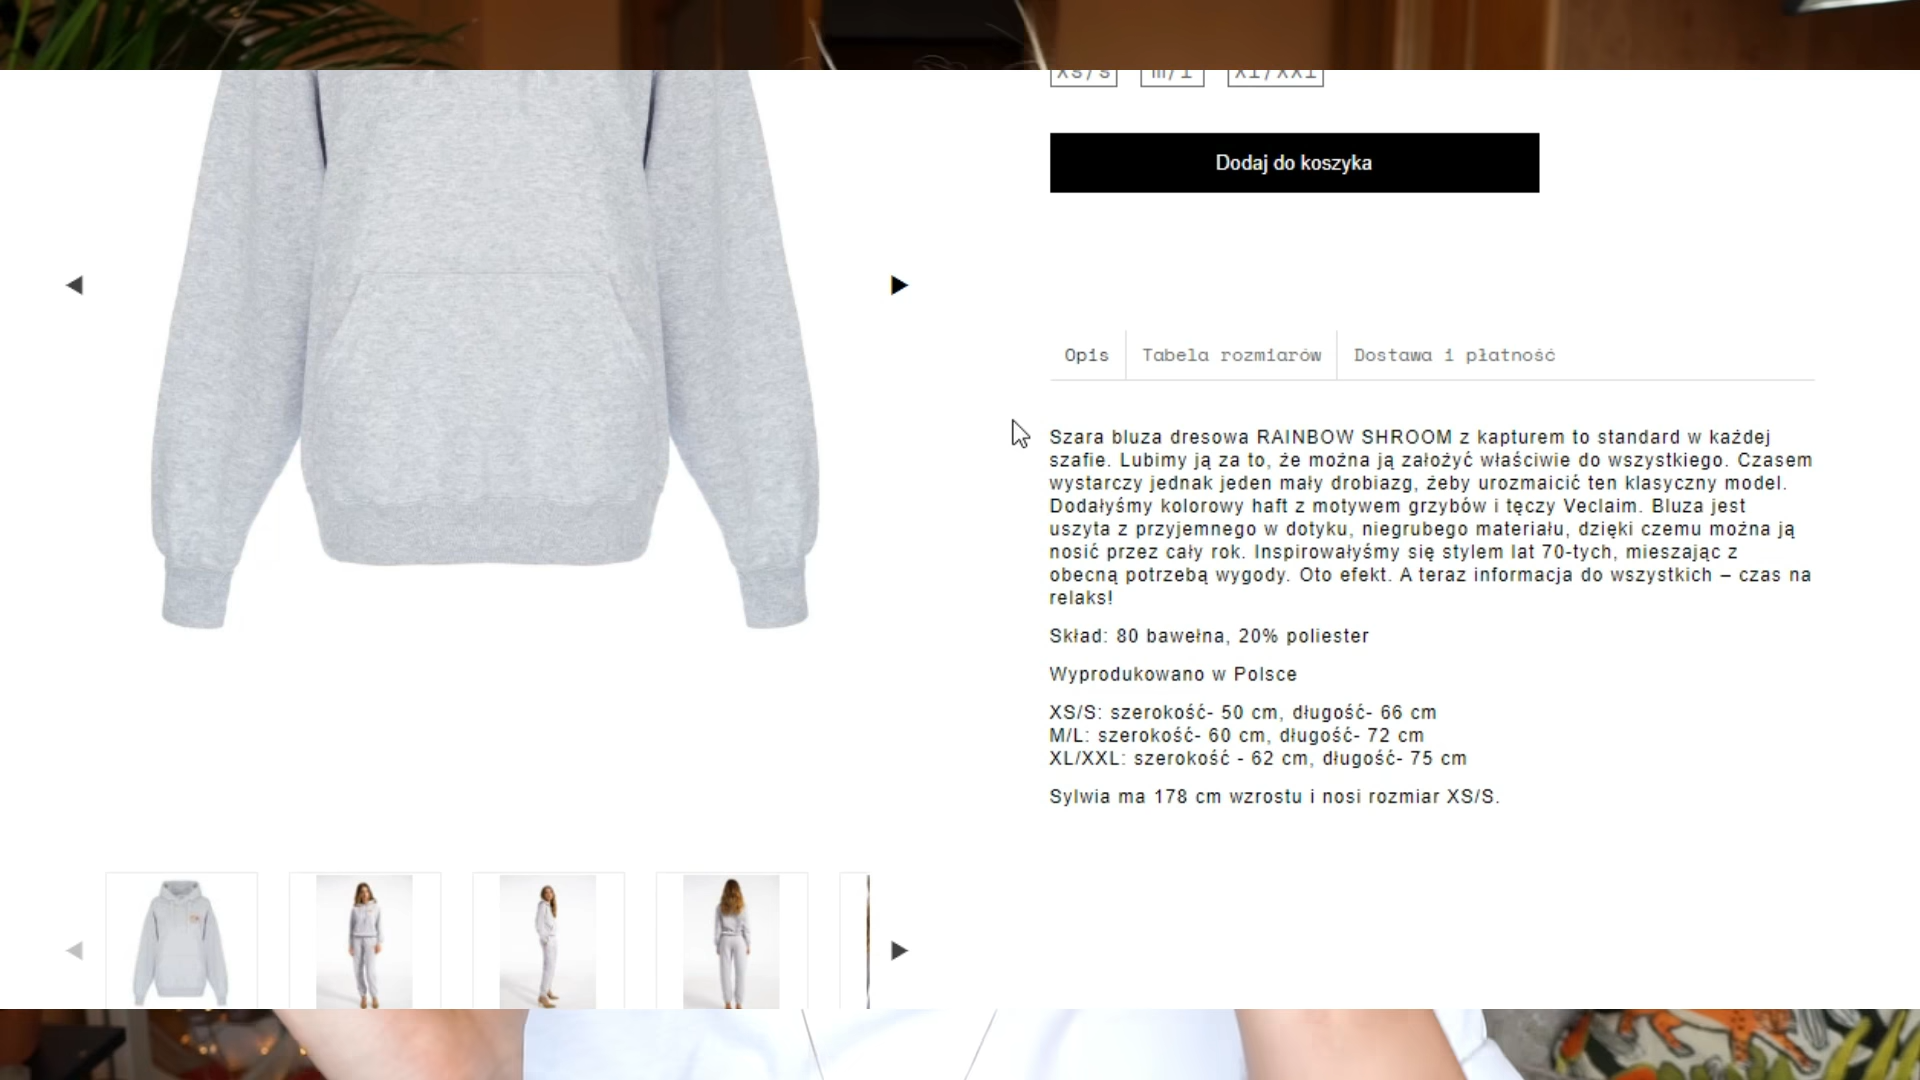 xs/s m/l xl/xxl
Dodaj do koszyka
Opis Tabela rozmiarów Dostawa i płatność
Szara bluza dresowa RAINBOW SHROOM z kapturem to standard w każdej
szafie. Lubimy ją za to, że można ją założyć właściwie do wszystkiego. Czasem
wystarczy jednak jeden mały drobiazg, żeby urozmaicić ten klasyczny model.
Dodałyśmy kolorowy haft z motywem grzybów i tęczy Veclaim. Bluza jest
uszyta z przyjemnego w dotyku, niegrubego materiału, dzięki czemu można ją
nosić przez cały rok. Inspirowałyśmy się stylem lat 70-tych, mieszając z
obecną potrzebą wygody. Oto efekt. A teraz informacja do wszystkich – czas na
relaks!
Skład: 80 bawełna, 20% poliester
Wyprodukowano w Polsce
XS/S: szerokość- 50 cm, długość- 66 cm
M/L: szerokość- 60 cm, długość- 72 cm
XL/XXL: szerokość - 62 cm, długość- 75 cm
Sylwia ma 178 cm wzrostu i nosi rozmiar XS/S.